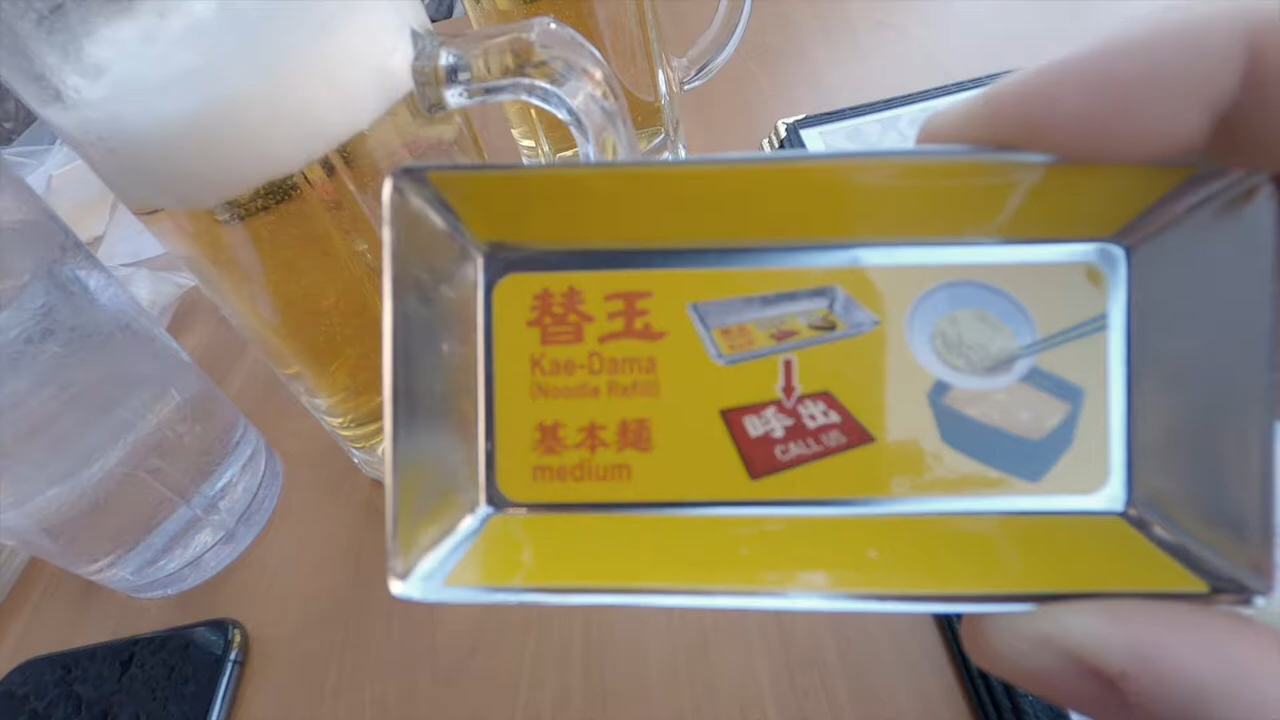 替玉
Kae-Dama
(Noodle Refill)
基本麺
medium
呼出
CALL US